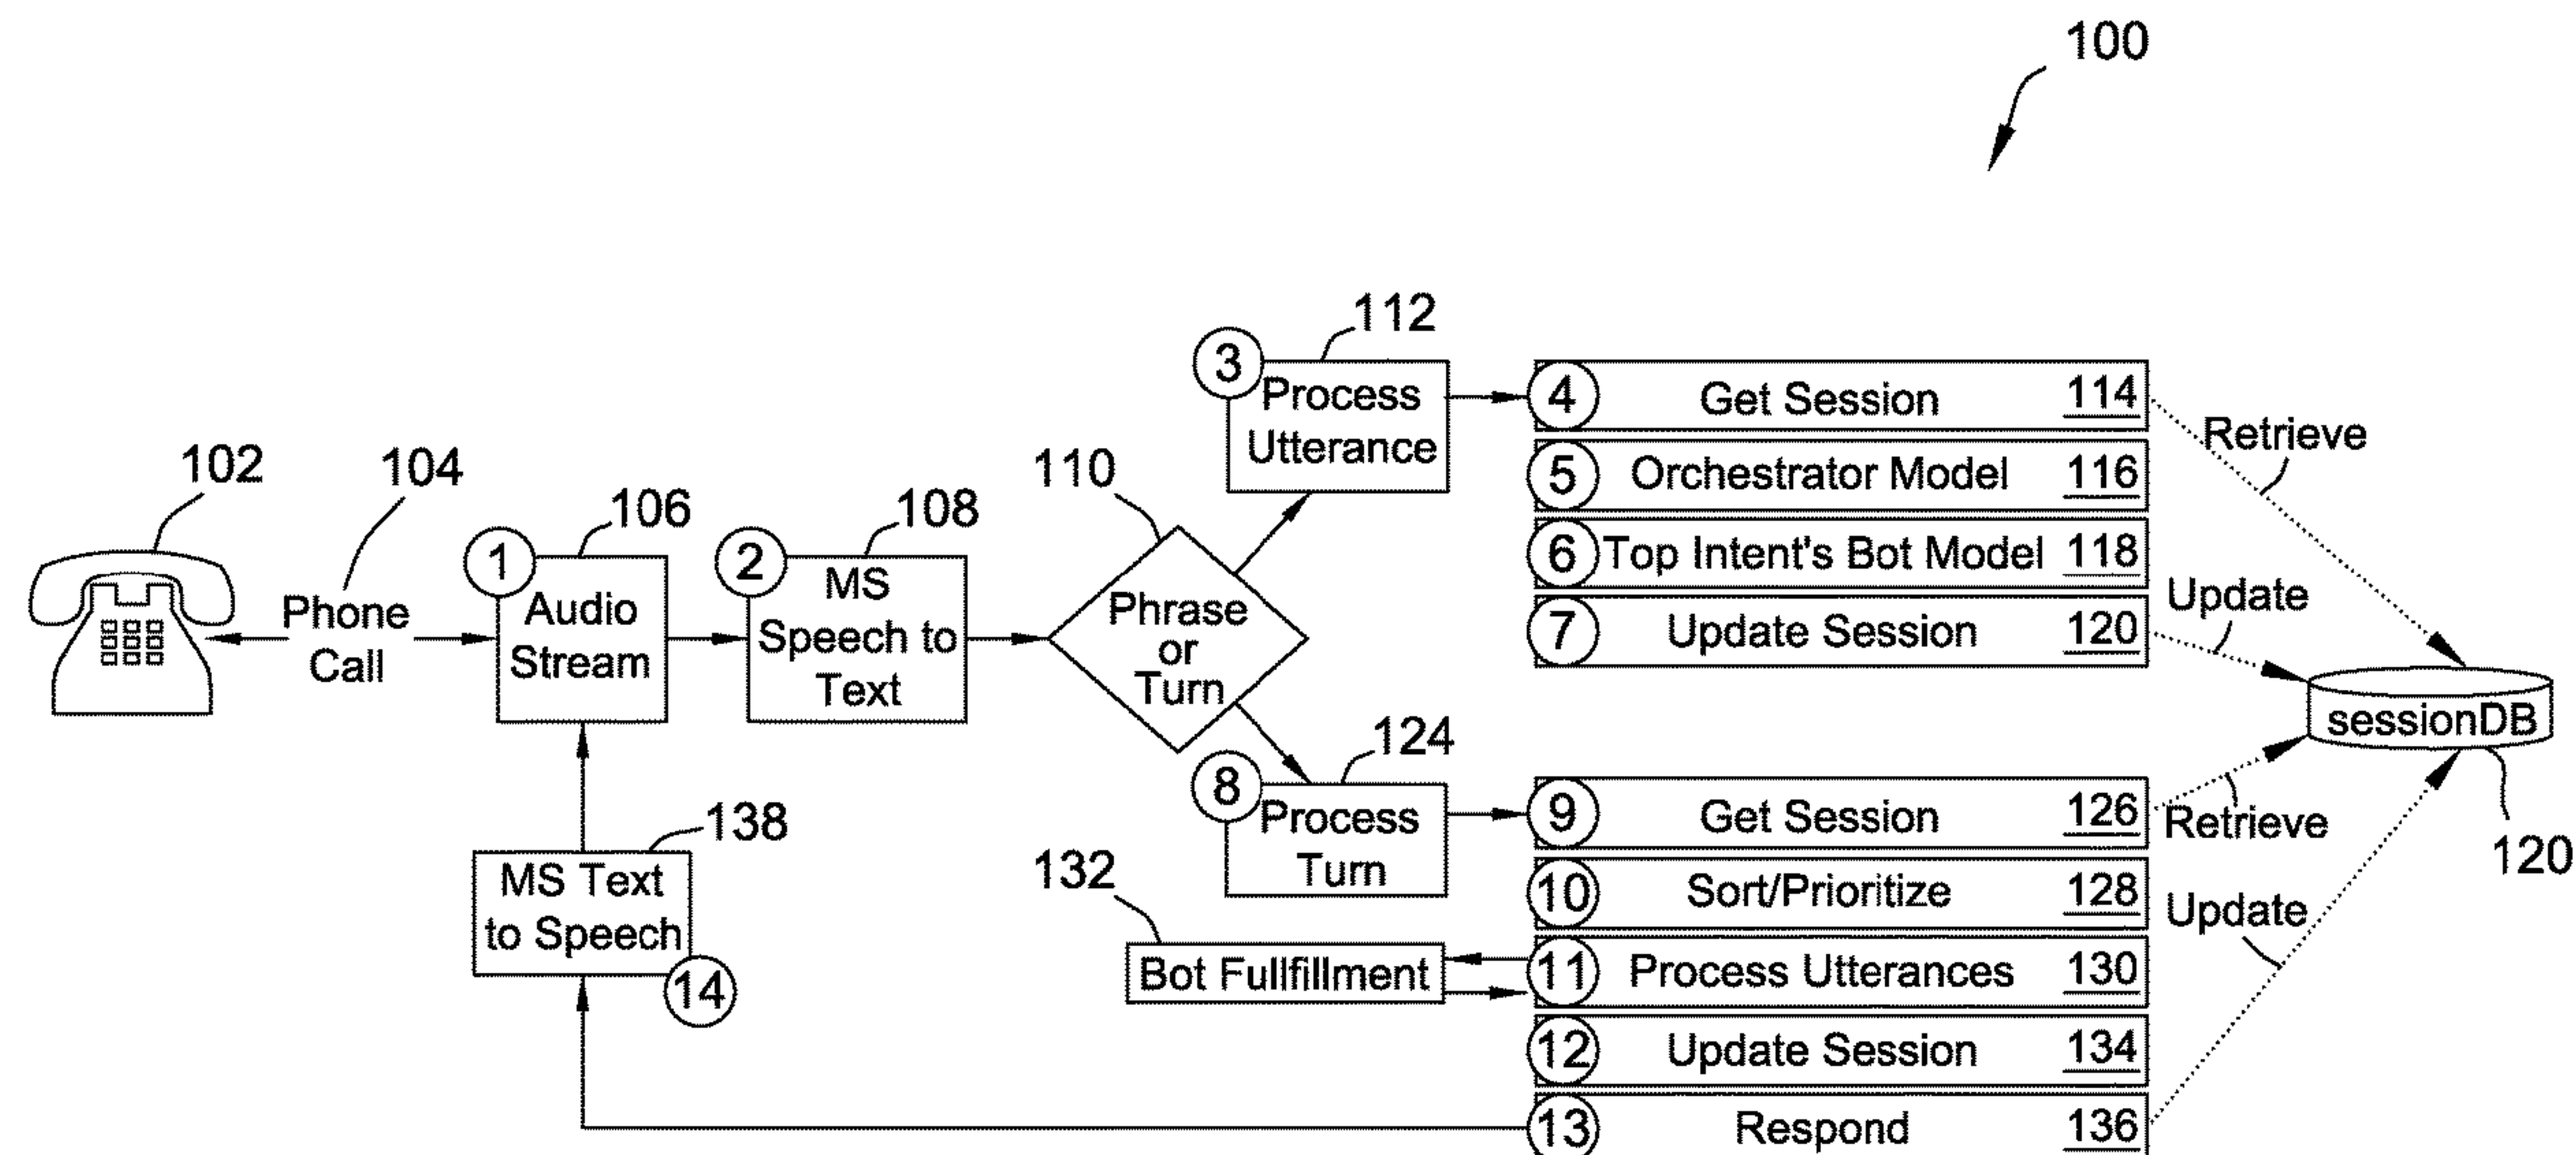 100
102
104
Phone
Call
1
106
Audio
Stream
2
108
MS
Speech to
Text
110
Phrase
or
Turn
3
112
Process
Utterance
4 Get Session 114
5 Orchestrator Model 116
6 Top Intent's Bot Model 118
7 Update Session 120
Retrieve
Update
sessionDB
120
8
124
Process
Turn
9 Get Session 126
10 Sort/Prioritize 128
11 Process Utterances 130
12 Update Session 134
13 Respond 136
Retrieve
Update
132
Bot Fullfillment
138
MS Text
to Speech
14